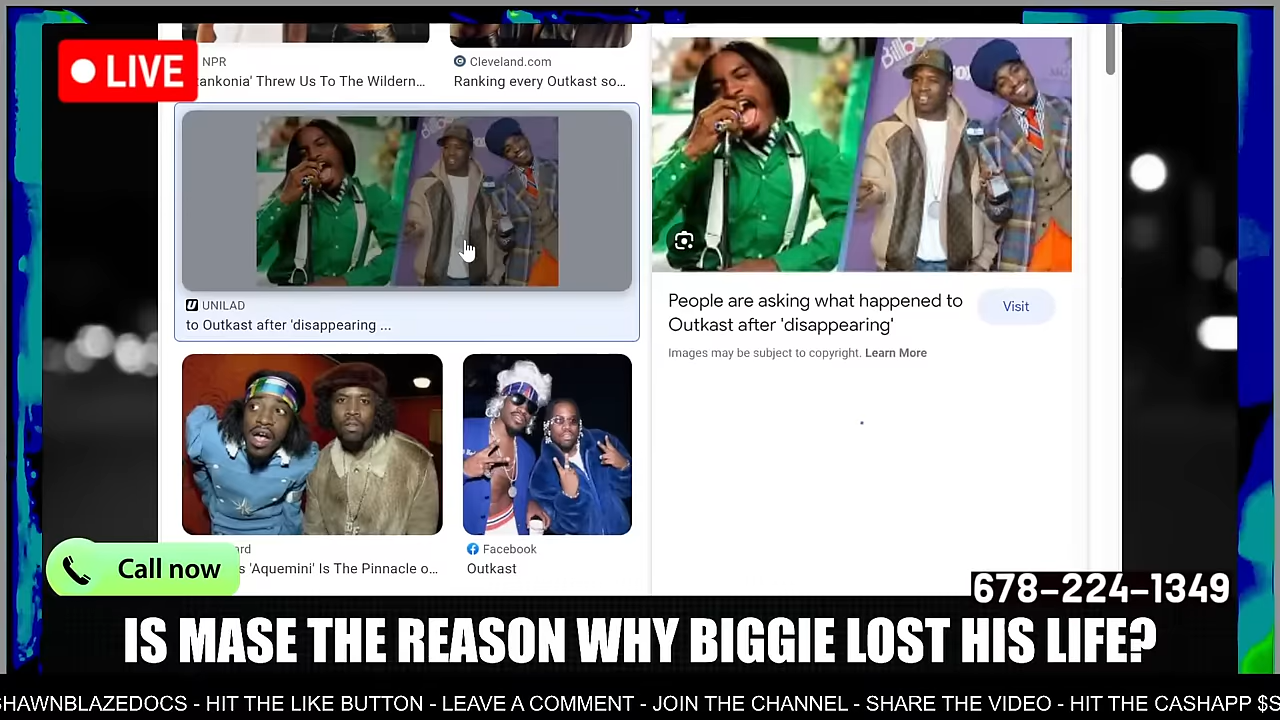 LIVE
NPR
ankonia' Threw Us To The Wildern...
Cleveland.com
Ranking every Outkast so...
Billboard
UNILAD
to Outkast after 'disappearing ...
People are asking what happened to
Outkast after 'disappearing'
Visit
Images may be subject to copyright. Learn More
ard
s 'Aquemini' Is The Pinnacle o...
Facebook
Outkast
Call now
678-224-1349
IS MASE THE REASON WHY BIGGIE LOST HIS LIFE?
SHAWNBLAZEDOCS - HIT THE LIKE BUTTON - LEAVE A COMMENT - JOIN THE CHANNEL - SHARE THE VIDEO - HIT THE CASHAPP $S